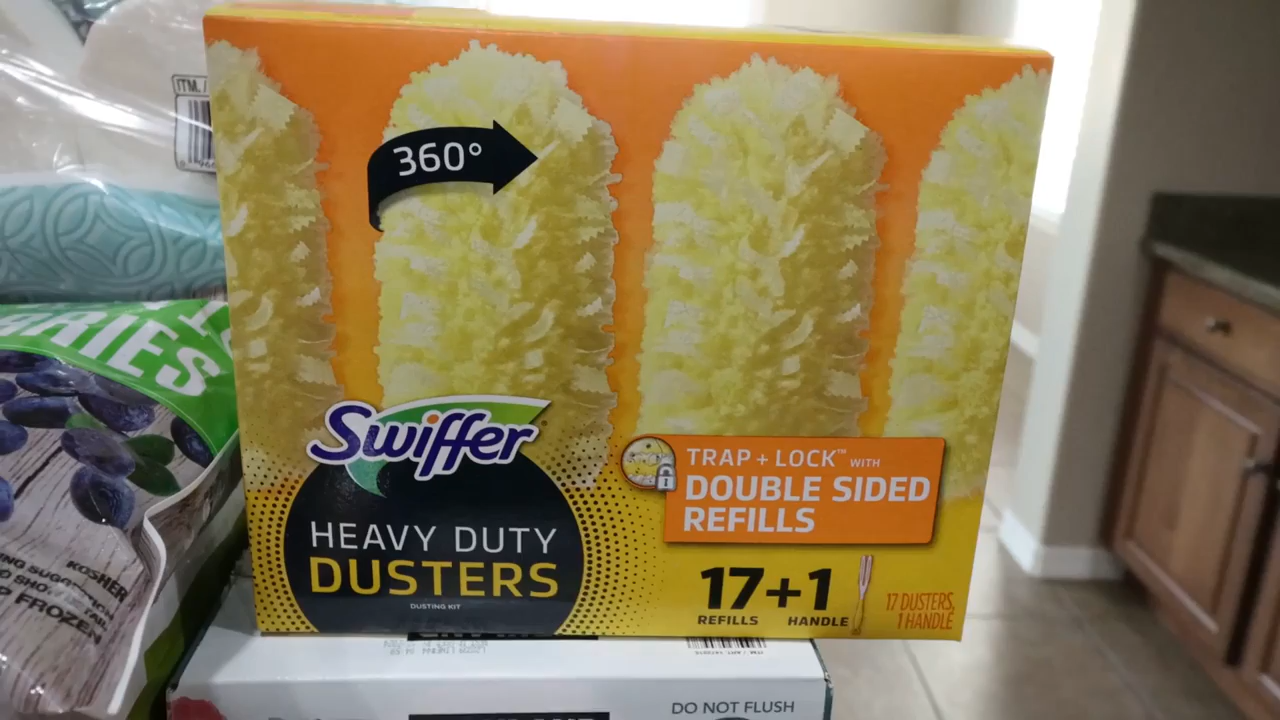 ITM. /
360°
RIES
Swiffer
TRAP + LOCK™ WITH
DOUBLE SIDED
REFILLS
HEAVY DUTY
DUSTERS
DUSTING KIT
17+1
REFILLS HANDLE
17 DUSTERS,
1 HANDLE
KOSHER
FROZEN
DO NOT FLUSH